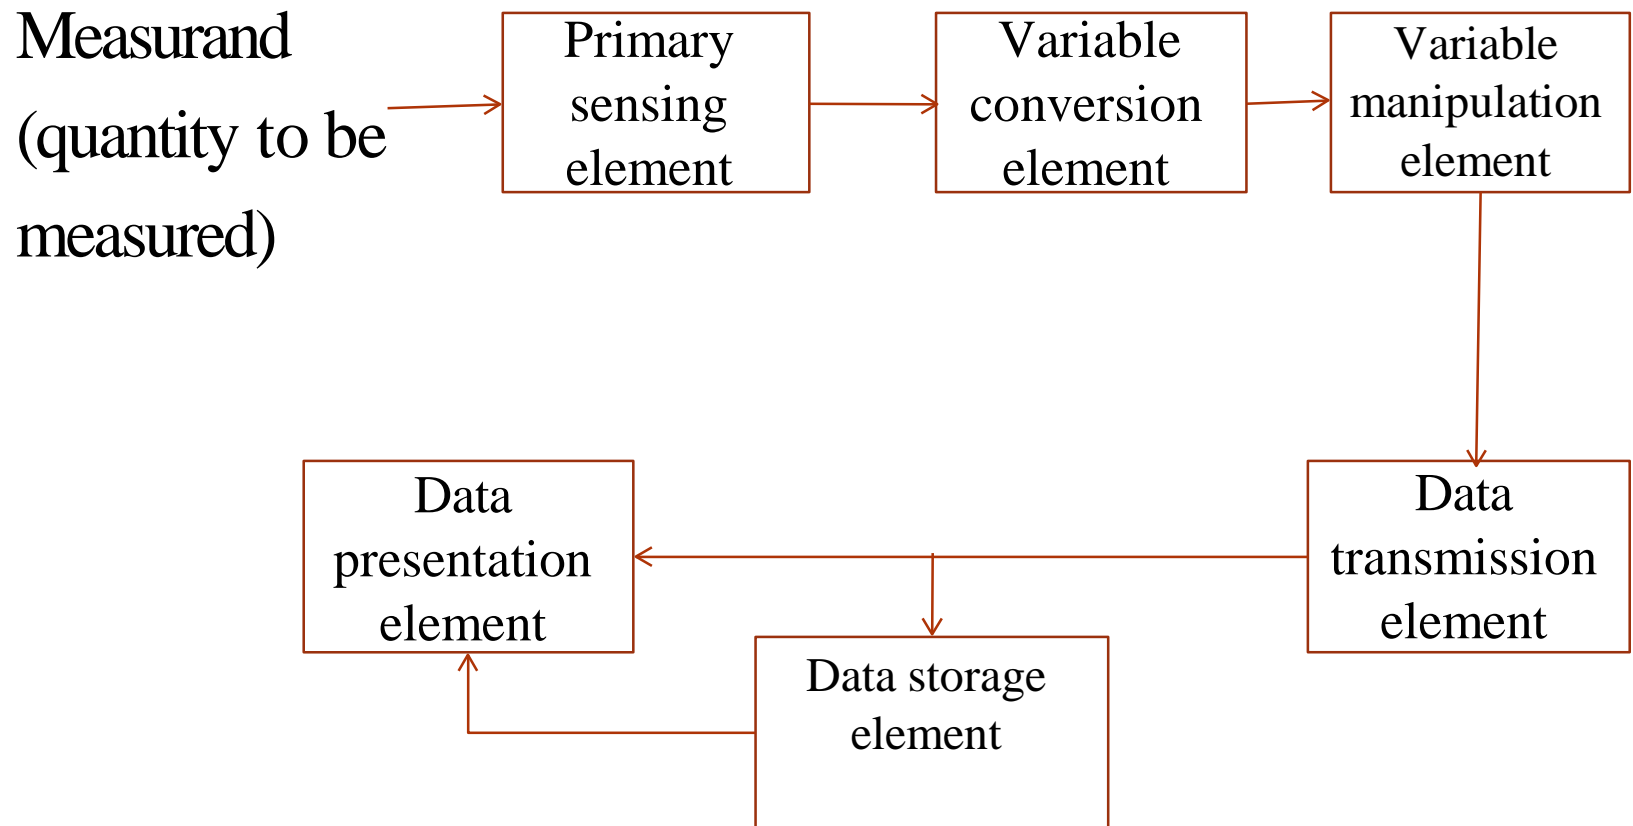 Measurand
(quantity to be
measured)
Primary
sensing
element
Variable
conversion
element
Variable
manipulation
element
Data
transmission
element
Data
presentation
element
Data storage
element